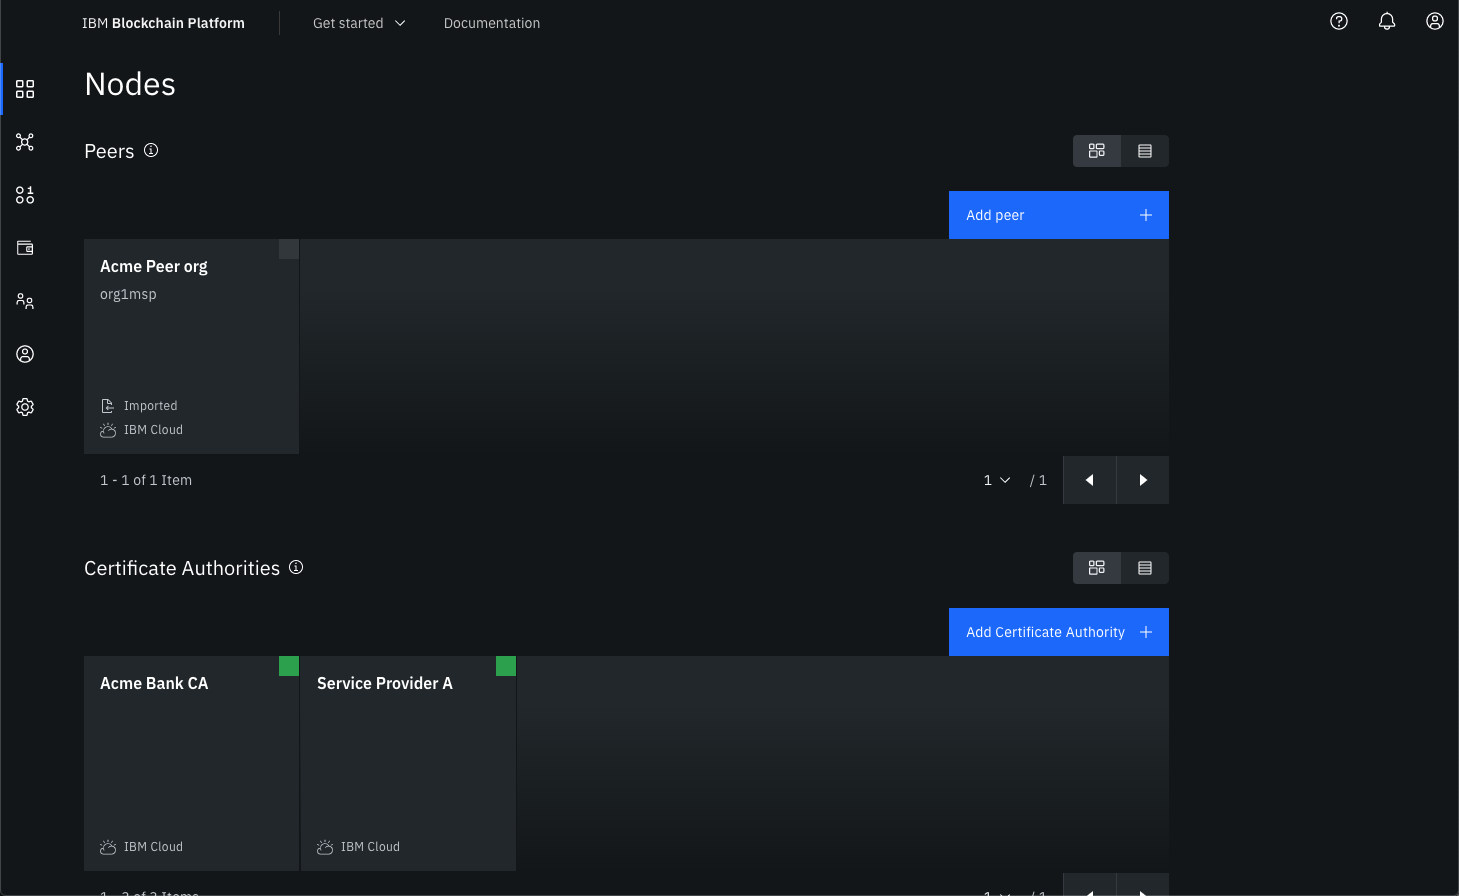 IBM Blockchain Platform
Get started
Documentation
Nodes
Peers
Add peer
Acme Peer org
org1msp
Imported
IBM Cloud
1 - 1 of 1 Item
1
/ 1
Certificate Authorities
Add Certificate Authority
Acme Bank CA
Service Provider A
IBM Cloud
IBM Cloud